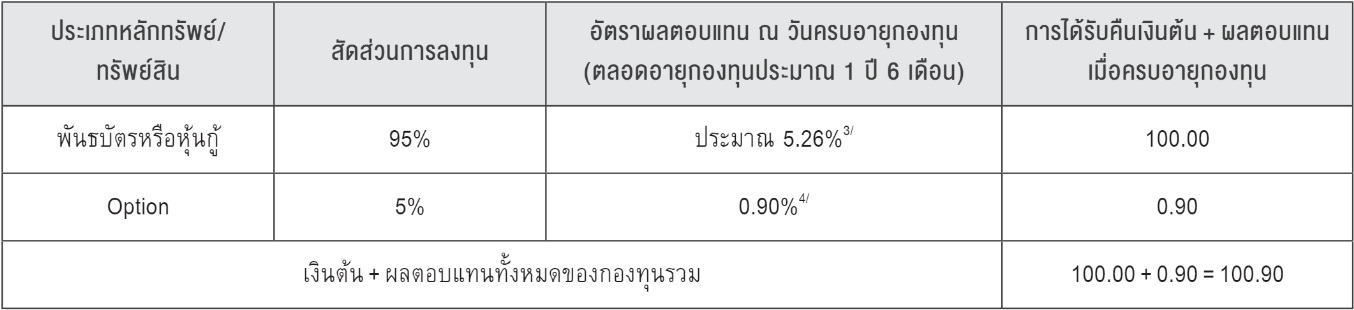 ประเภทหลักทรัพย์/
ทรัพย์สิน
สัดส่วนการลงทุน
อัตราผลตอบแทน ณ วันครบอายุกองทุน
(ตลอดอายุกองทุนประมาณ 1 ปี 6 เดือน)
การได้รับคืนเงินต้น + ผลตอบแทน
เมื่อครบอายุกองทุน
พันธบัตรหรือหุ้นกู้
95%
ประมาณ 5.26%3/
100.00
Option
5%
0.90%4/
0.90
เงินต้น + ผลตอบแทนทั้งหมดของกองทุนรวม
100.00 + 0.90 = 100.90